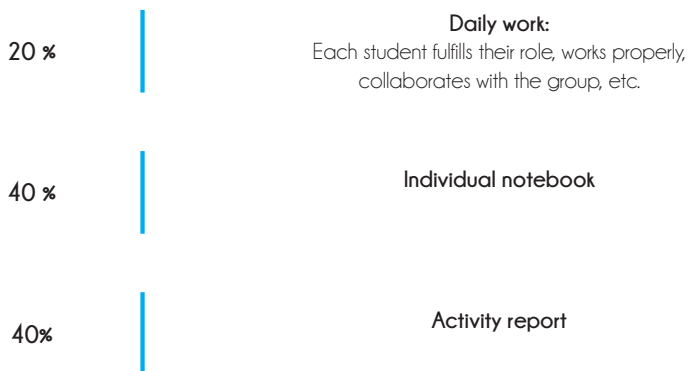 20 %
Daily work:
Each student fulfills their role, works properly,
collaborates with the group, etc.
40 %
Individual notebook
40%
Activity report